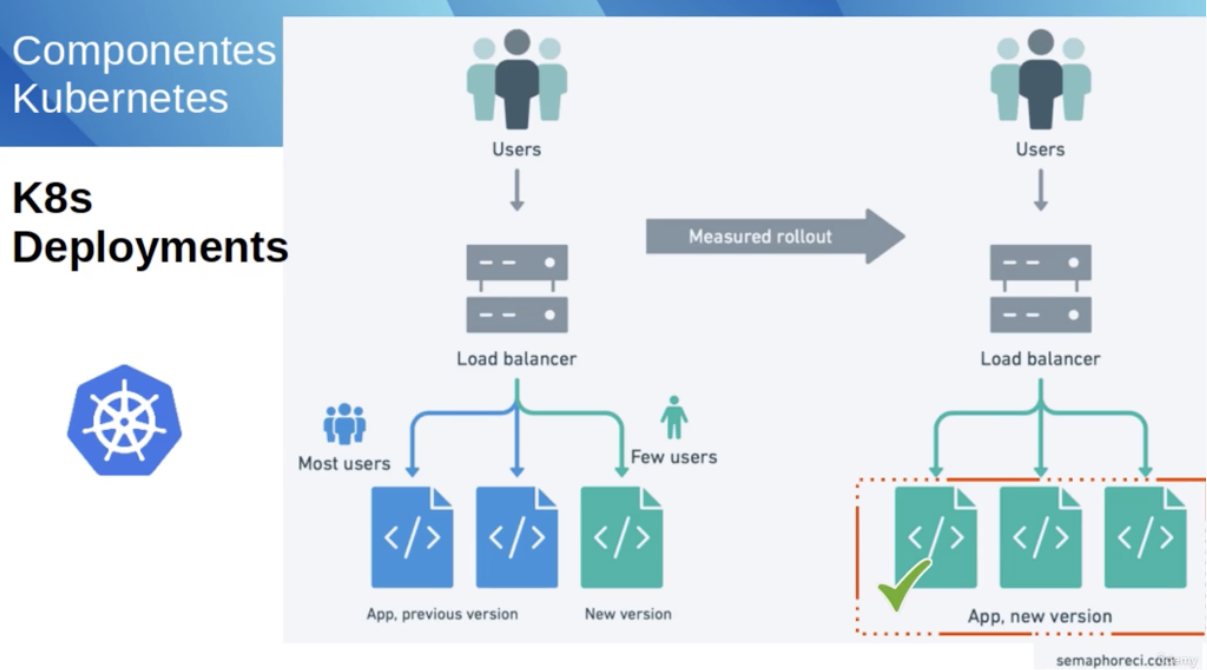 Componentes
Kubernetes
K8s
Deployments
Users
Users
Measured rollout
Load balancer
Load balancer
Most users
Few users
</>
</>
</>
</>
</>
</>
App, previous version
New version
App, new version
semaphoreci.com